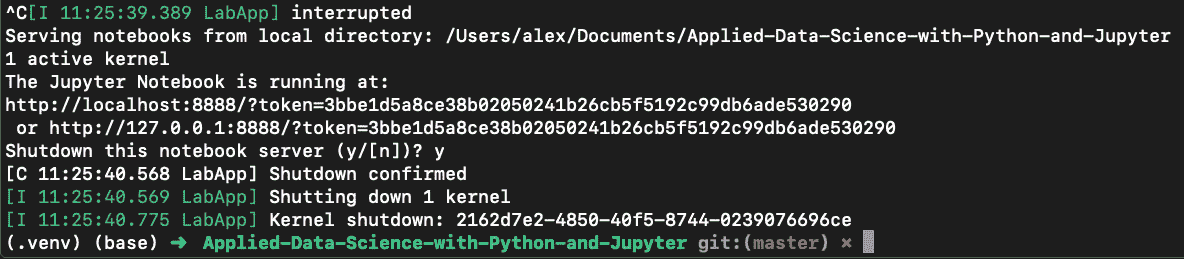 ^C[I 11:25:39.389 LabApp] interrupted
Serving notebooks from local directory: /Users/alex/Documents/Applied-Data-Science-with-Python-and-Jupyter
1 active kernel
The Jupyter Notebook is running at:
http://localhost:8888/?token=3bbe1d5a8ce38b02050241b26cb5f5192c99db6ade530290
 or http://127.0.0.1:8888/?token=3bbe1d5a8ce38b02050241b26cb5f5192c99db6ade530290
Shutdown this notebook server (y/[n])? y
[C 11:25:40.568 LabApp] Shutdown confirmed
[I 11:25:40.569 LabApp] Shutting down 1 kernel
[I 11:25:40.775 LabApp] Kernel shutdown: 2162d7e2-4850-40f5-8744-0239076696ce
(.venv) (base) ➜ Applied-Data-Science-with-Python-and-Jupyter git:(master) ✗